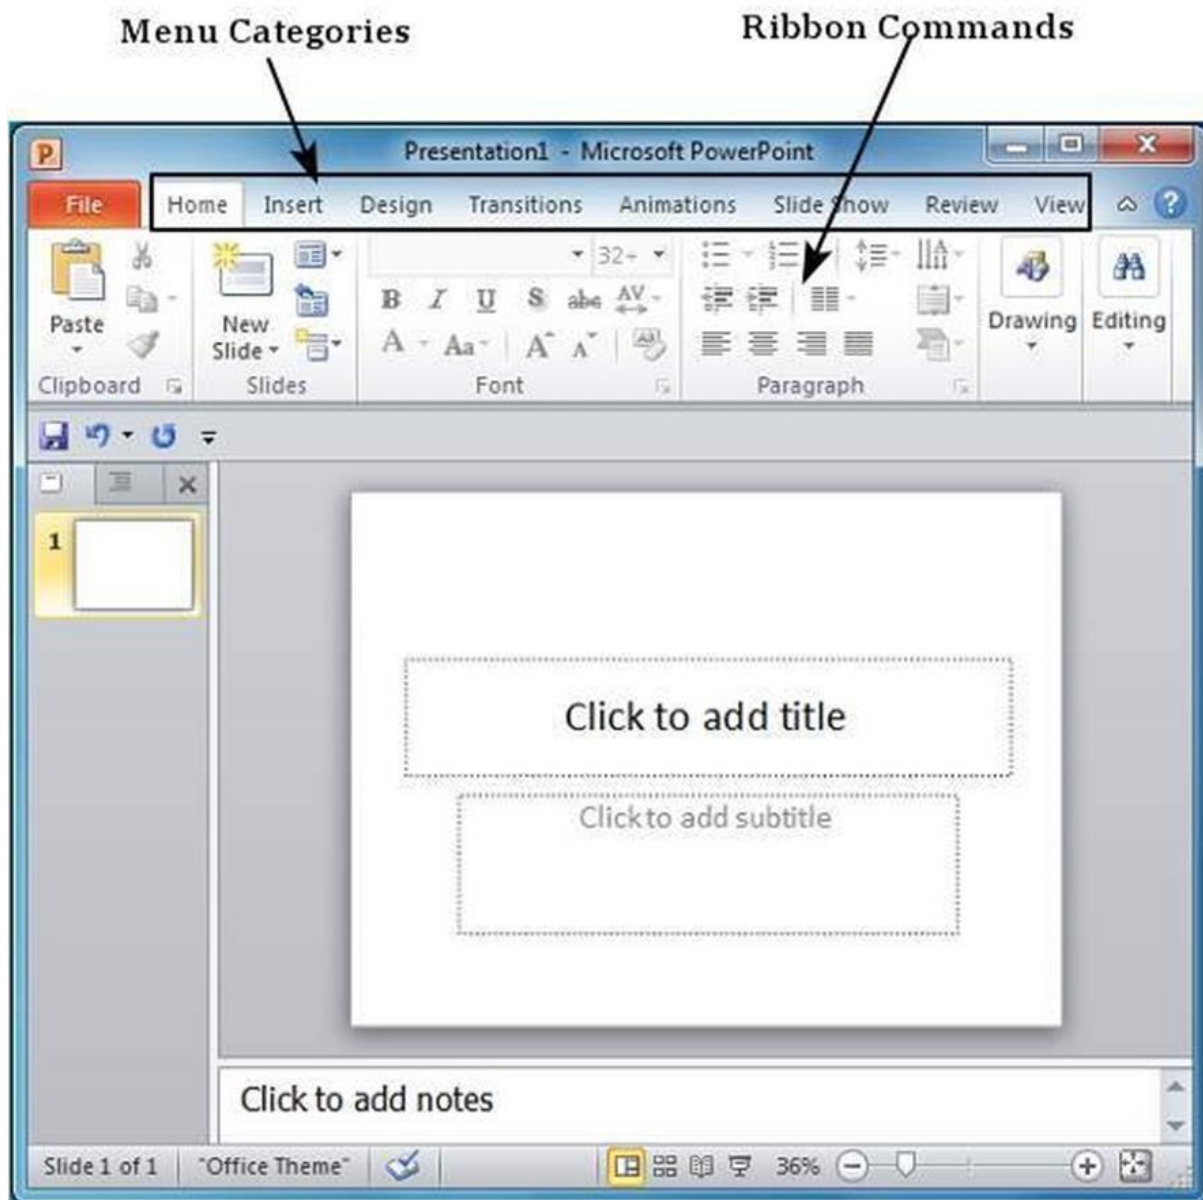 Menu Categories
Ribbon Commands
Presentation1 - Microsoft PowerPoint
File Home Insert Design Transitions Animations Slide Show Review View
32+
B I U S abc AV
Paste New Slide Drawing Editing
A Aa A A
Clipboard Slides Font Paragraph
1
Click to add title
Click to add subtitle
Click to add notes
Slide 1 of 1 "Office Theme" 36%